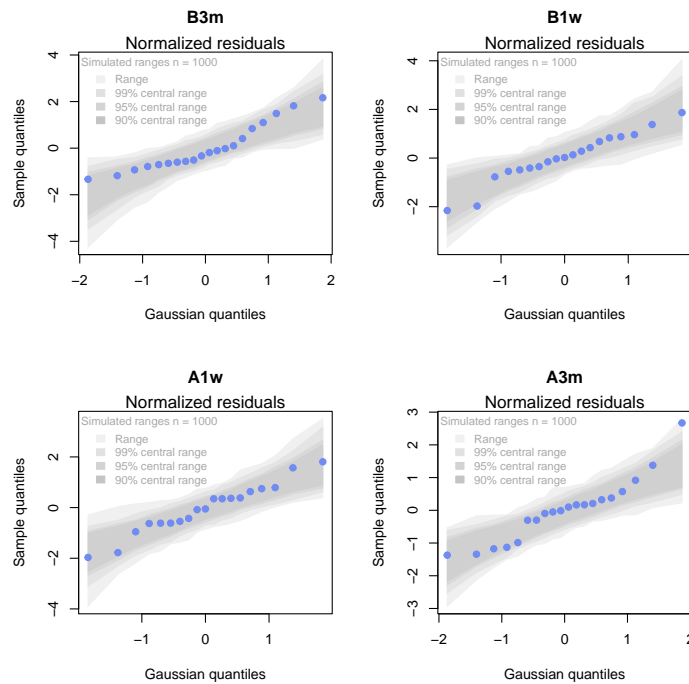 B3m
Normalized residuals
Simulated ranges n = 1000
Range
99% central range
95% central range
90% central range
Sample quantiles
4
2
0
−2
−4
−2
−1
0
1
2
Gaussian quantiles
B1w
Normalized residuals
Simulated ranges n = 1000
Range
99% central range
95% central range
90% central range
Sample quantiles
4
2
0
−2
−1
0
1
Gaussian quantiles
A1w
Normalized residuals
Simulated ranges n = 1000
Range
99% central range
95% central range
90% central range
Sample quantiles
2
0
−2
−4
−1
0
1
Gaussian quantiles
A3m
Normalized residuals
Simulated ranges n = 1000
Range
99% central range
95% central range
90% central range
Sample quantiles
3
2
1
0
−1
−2
−3
−2
−1
0
1
2
Gaussian quantiles